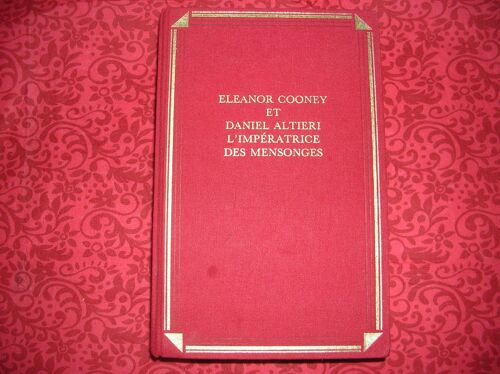 ELEANOR COONEY
ET
DANIEL ALTIERI
L'IMPÉRATRICE
DES MENSONGES